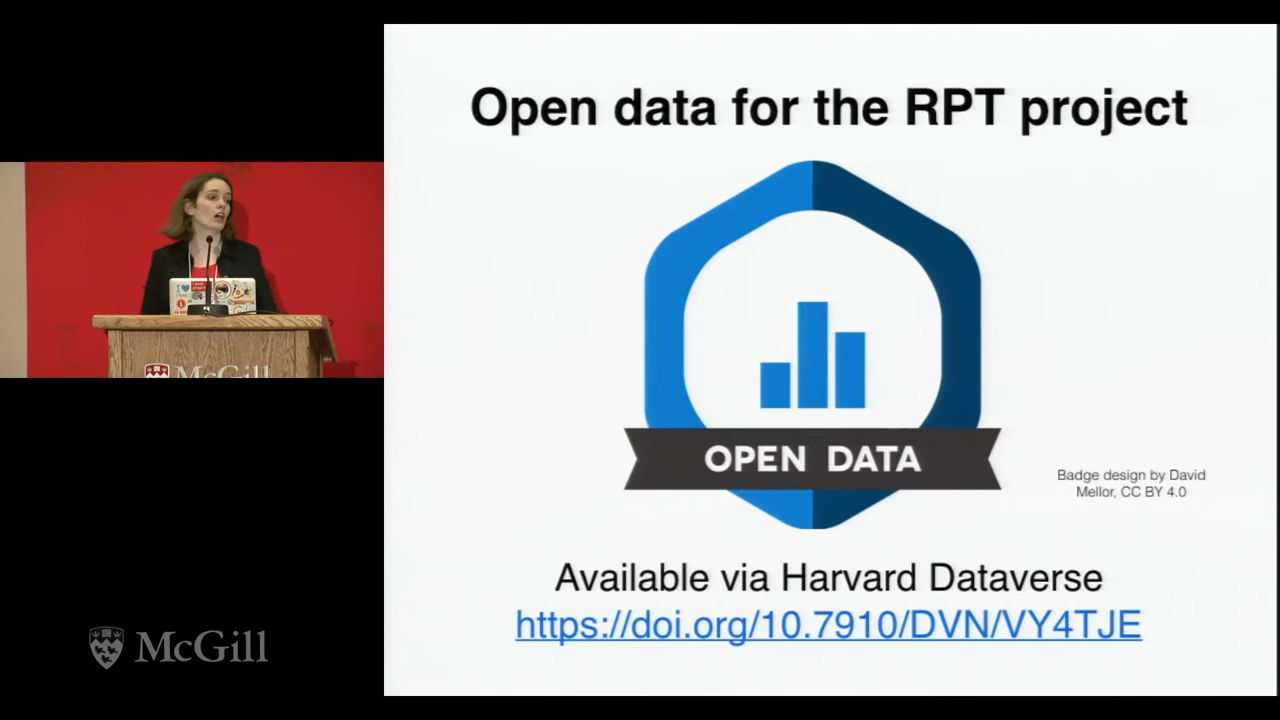 Open data for the RPT project
OPEN DATA
Badge design by David
Mellor, CC BY 4.0
Available via Harvard Dataverse
https://doi.org/10.7910/DVN/VY4TJE
McGill
McGill